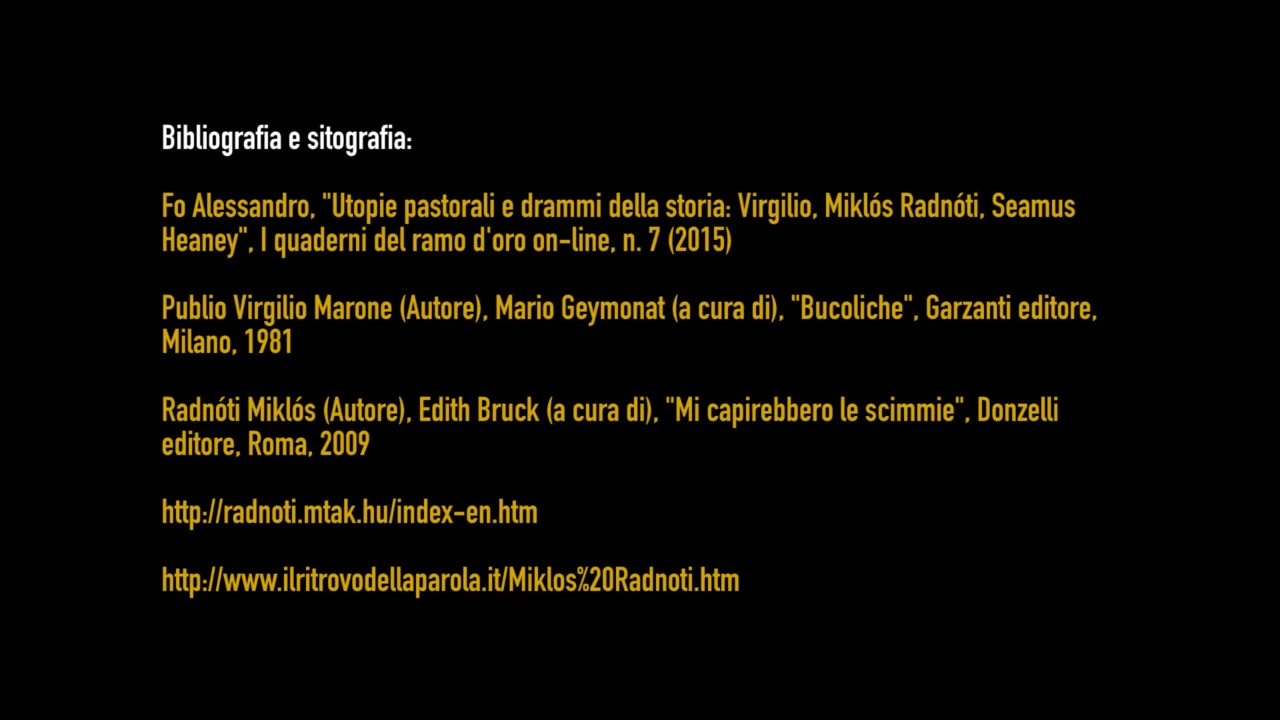 Bibliografia e sitografia:
Fo Alessandro, "Utopie pastorali e drammi della storia: Virgilio, Miklós Radnóti, Seamus
Heaney", I quaderni del ramo d'oro on-line, n. 7 (2015)
Publio Virgilio Marone (Autore), Mario Geymonat (a cura di), "Bucoliche", Garzanti editore,
Milano, 1981
Radnóti Miklós (Autore), Edith Bruck (a cura di), "Mi capirebbero le scimmie", Donzelli
editore, Roma, 2009
http://radnoti.mtak.hu/index-en.htm
http://www.ilritrovodellaparola.it/Miklos%20Radnoti.htm